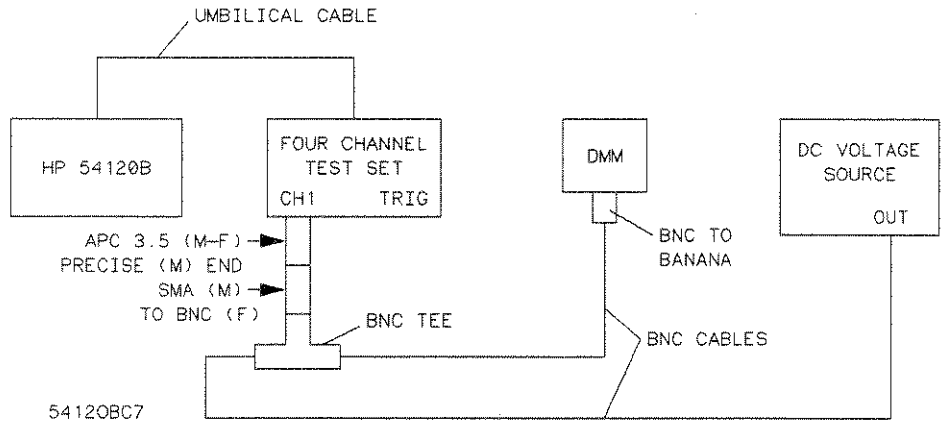 UMBILICAL CABLE
HP 54120B
FOUR CHANNEL
TEST SET
CH1 TRIG
DMM
DC VOLTAGE
SOURCE
OUT
APC 3.5 (M-F)
PRECISE (M) END
SMA (M)
TO BNC (F)
BNC TO
BANANA
BNC TEE
BNC CABLES
54120BC7